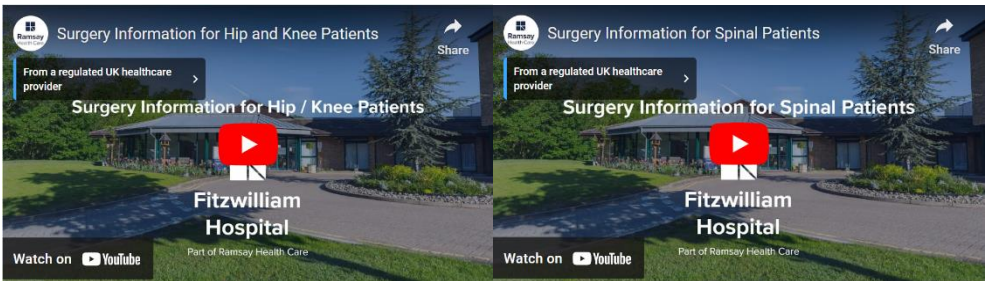 Ramsay
Health Care
Surgery Information for Hip and Knee Patients
Share
From a regulated UK healthcare
provider
Surgery Information for Hip / Knee Patients
Fitzwilliam
Hospital
Part of Ramsay Health Care
Watch on YouTube
Ramsay
Health Care
Surgery Information for Spinal Patients
Share
From a regulated UK healthcare
provider
Surgery Information for Spinal Patients
Fitzwilliam
Hospital
Part of Ramsay Health Care
Watch on YouTube